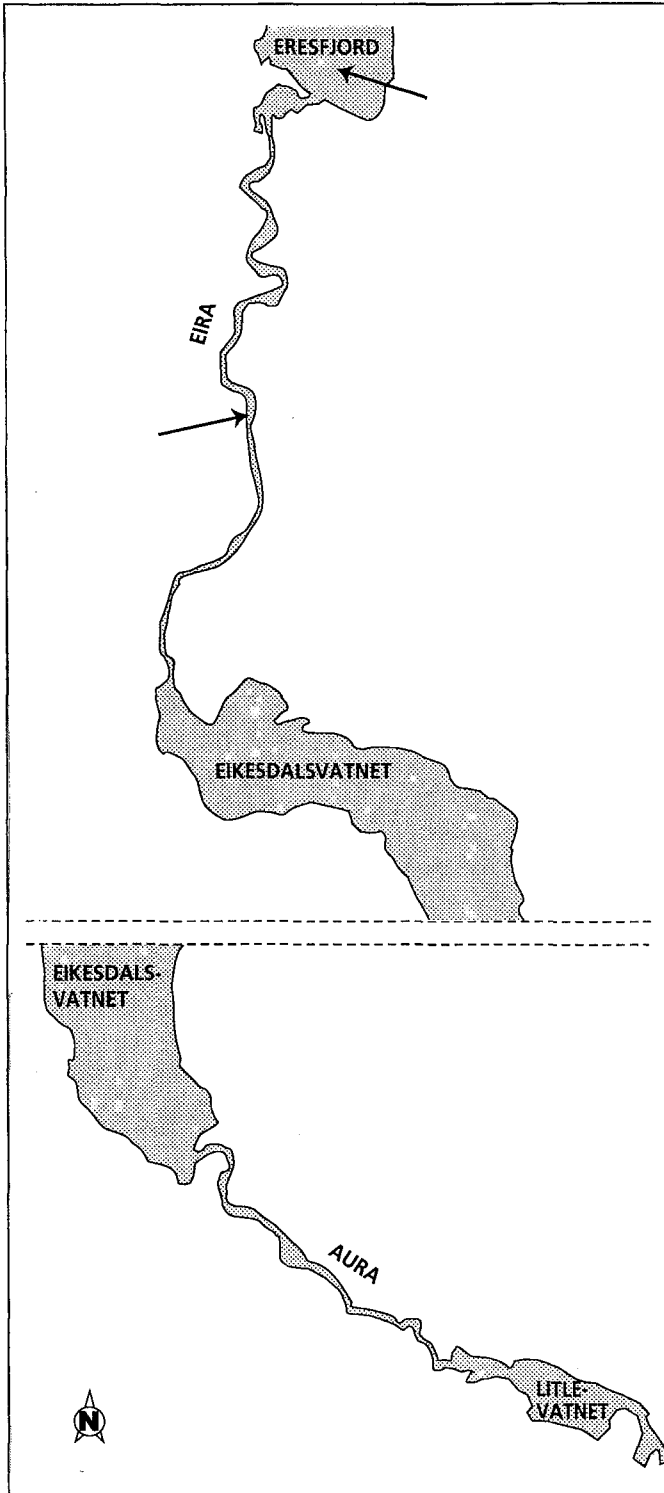 ERESFJORD
EIRA
EIKESDALSVATNET
EIKESDALS-
VATNET
AURA
LITLE-
VATNET
N